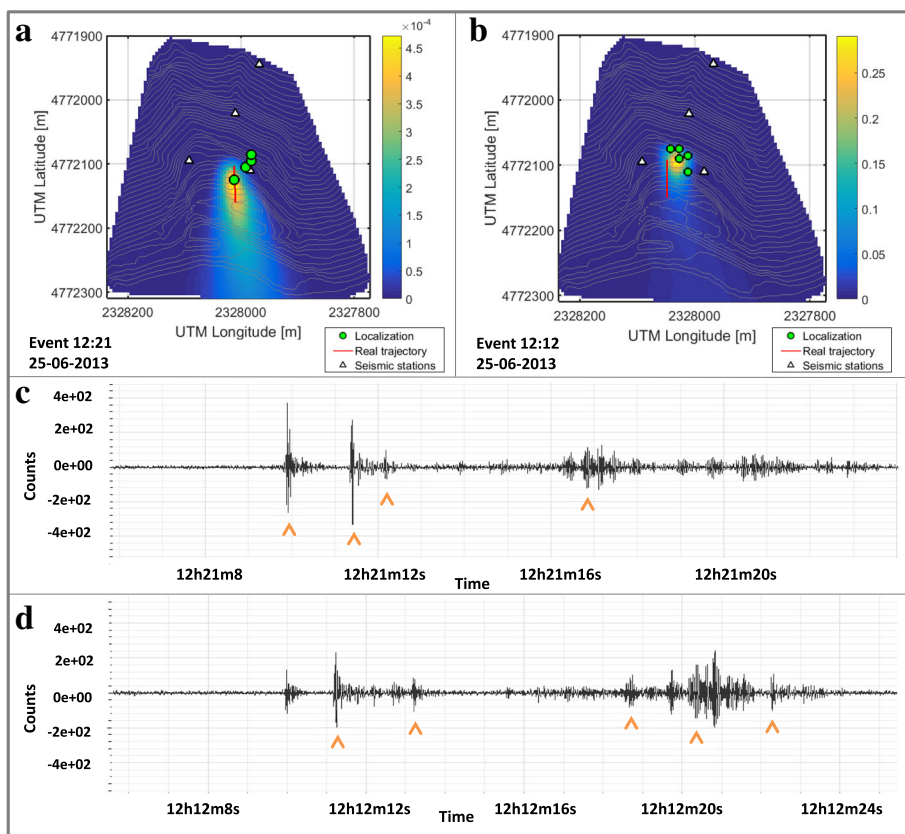 a
×10⁻⁴
4771900
4772000
4772100
4772200
4772300
UTM Latitude [m]
2328200
2328000
2327800
UTM Longitude [m]
4.5
4
3.5
3
2.5
2
1.5
1
0.5
0
Event 12:21
25-06-2013
Localization
Real trajectory
Seismic stations
b
4771900
4772000
4772100
4772200
4772300
UTM Latitude [m]
2328200
2328000
2327800
UTM Longitude [m]
0.25
0.2
0.15
0.1
0.05
0
Event 12:12
25-06-2013
Localization
Real trajectory
Seismic stations
c
4e+02
2e+02
0e+00
-2e+02
-4e+02
Counts
12h21m8
12h21m12s
12h21m16s
12h21m20s
Time
d
4e+02
2e+02
0e+00
-2e+02
-4e+02
Counts
12h12m8s
12h12m12s
12h12m16s
12h12m20s
12h12m24s
Time